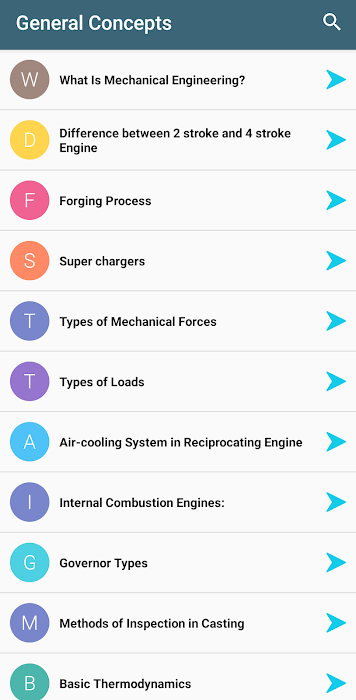 General Concepts
W
What Is Mechanical Engineering?
D
Difference between 2 stroke and 4 stroke
Engine
F
Forging Process
S
Super chargers
T
Types of Mechanical Forces
T
Types of Loads
A
Air-cooling System in Reciprocating Engine
I
Internal Combustion Engines:
G
Governor Types
M
Methods of Inspection in Casting
B
Basic Thermodynamics